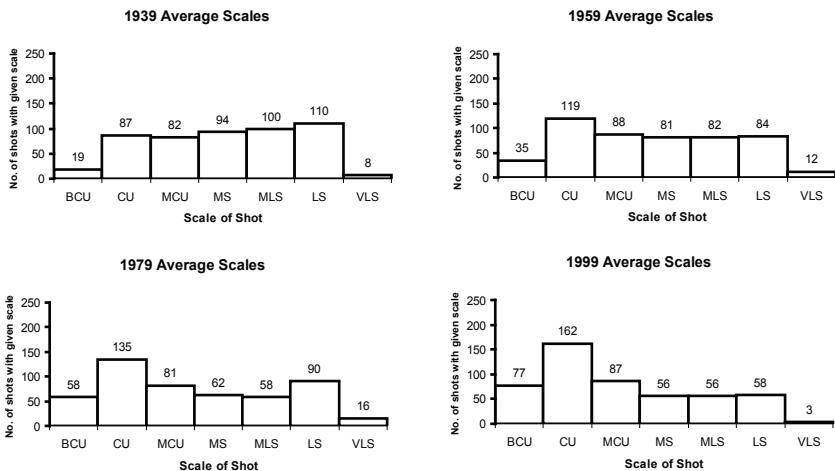 1939 Average Scales
No. of shots with given scale
250
200
150
100
50
0
19 87 82 94 100 110 8
BCU CU MCU MS MLS LS VLS
Scale of Shot
1959 Average Scales
No. of shots with given scale
250
200
150
100
50
0
35 119 88 81 82 84 12
BCU CU MCU MS MLS LS VLS
Scale of Shot
1979 Average Scales
No. of shots with given scale
250
200
150
100
50
0
58 135 81 62 58 90 16
BCU CU MCU MS MLS LS VLS
Scale of Shot
1999 Average Scales
No. of shots with given scale
250
200
150
100
50
0
77 162 87 56 56 58 3
BCU CU MCU MS MLS LS VLS
Scale of Shot